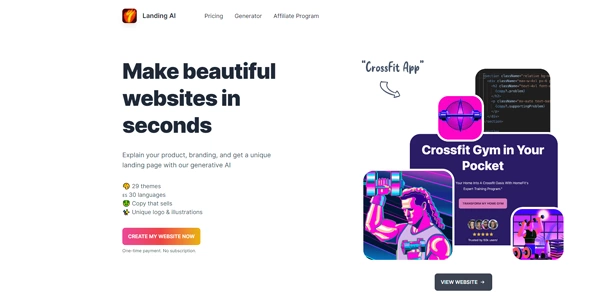 Landing AI
Pricing
Generator
Affiliate Program
Make beautiful
websites in
seconds
Explain your product, branding, and get a unique
landing page with our generative AI
29 themes
30 languages
Copy that sells
Unique logo & illustrations
CREATE MY WEBSITE NOW
One-time payment. No subscription.
"CrossFit App"
Crossfit Gym in Your
Pocket
Your Home Into A Crossfit Oasis With HomeFit's
Expert Training Programs"
VIEW WEBSITE →